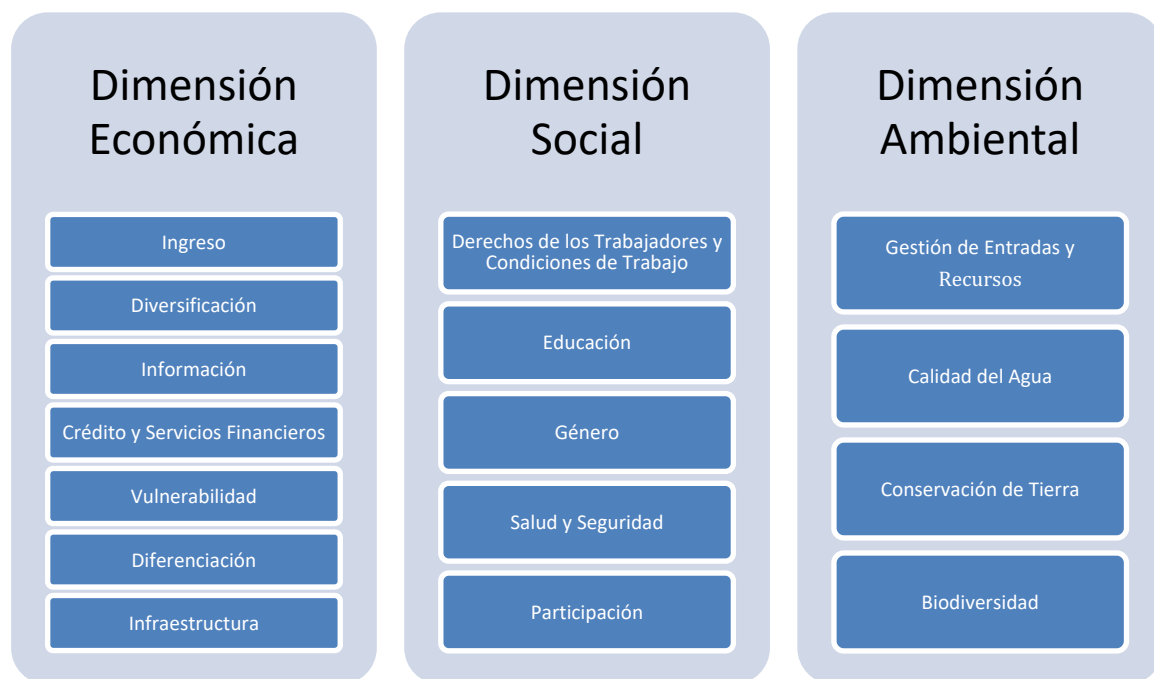 Dimensión
Económica
Ingreso
Diversificación
Información
Crédito y Servicios Financieros
Vulnerabilidad
Diferenciación
Infraestructura
Dimensión
Social
Derechos de los Trabajadores y
Condiciones de Trabajo
Educación
Género
Salud y Seguridad
Participación
Dimensión
Ambiental
Gestión de Entradas y
Recursos
Calidad del Agua
Conservación de Tierra
Biodiversidad